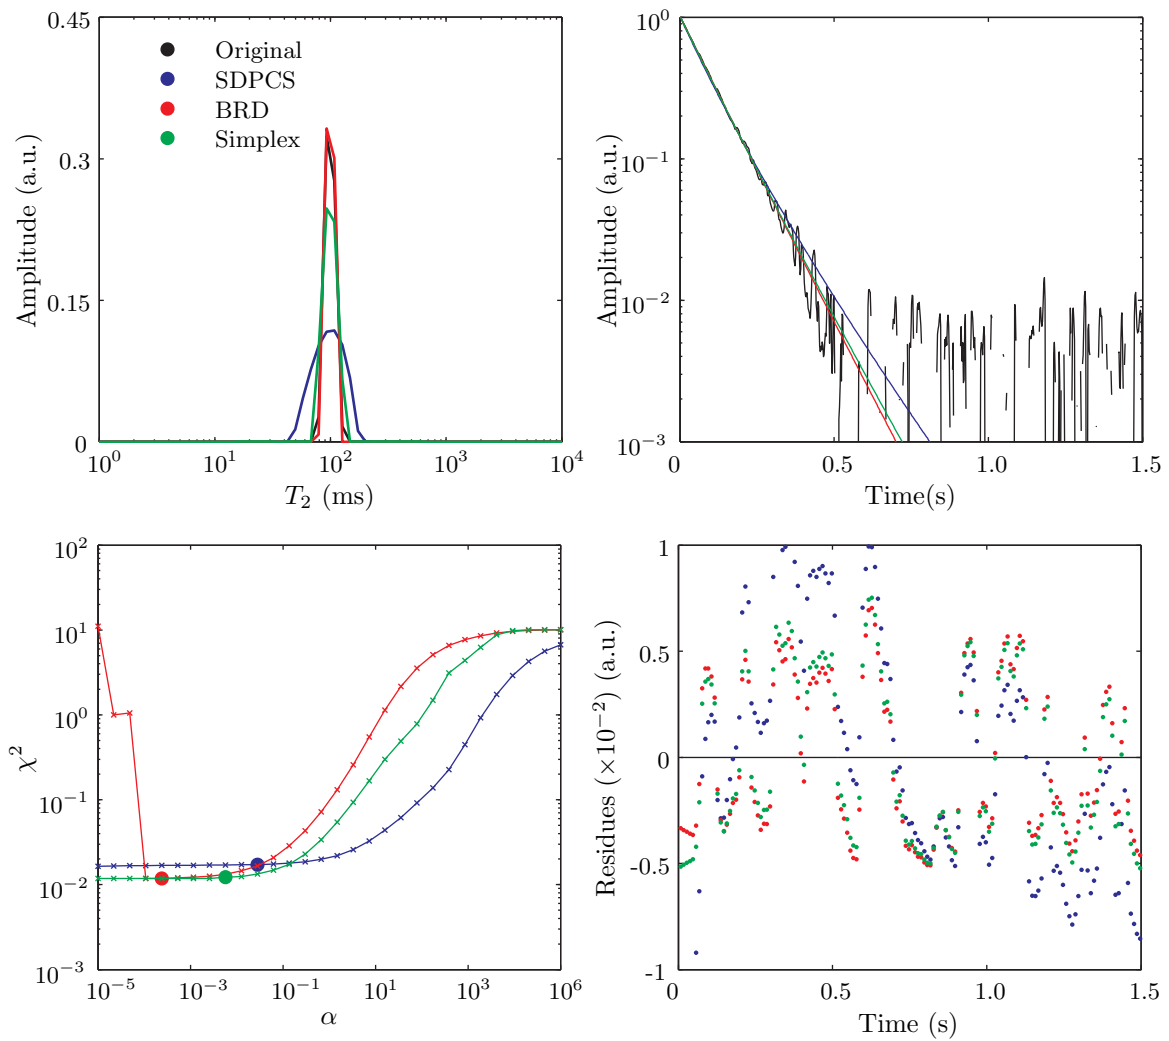 0.45
0.3
0.15
0
Amplitude (a.u.)
Original
SDPCS
BRD
Simplex
10^0 10^1 10^2 10^3 10^4
T_2 (ms)
10^0
10^−1
10^−2
10^−3
Amplitude (a.u.)
0 0.5 1.0 1.5
Time(s)
10^2
10^1
10^0
10^−1
10^−2
10^−3
χ^2
10^−5 10^−3 10^−1 10^1 10^3 10^6
α
1
0.5
0
-0.5
-1
Residues (×10^−2) (a.u.)
0 0.5 1.0 1.5
Time (s)